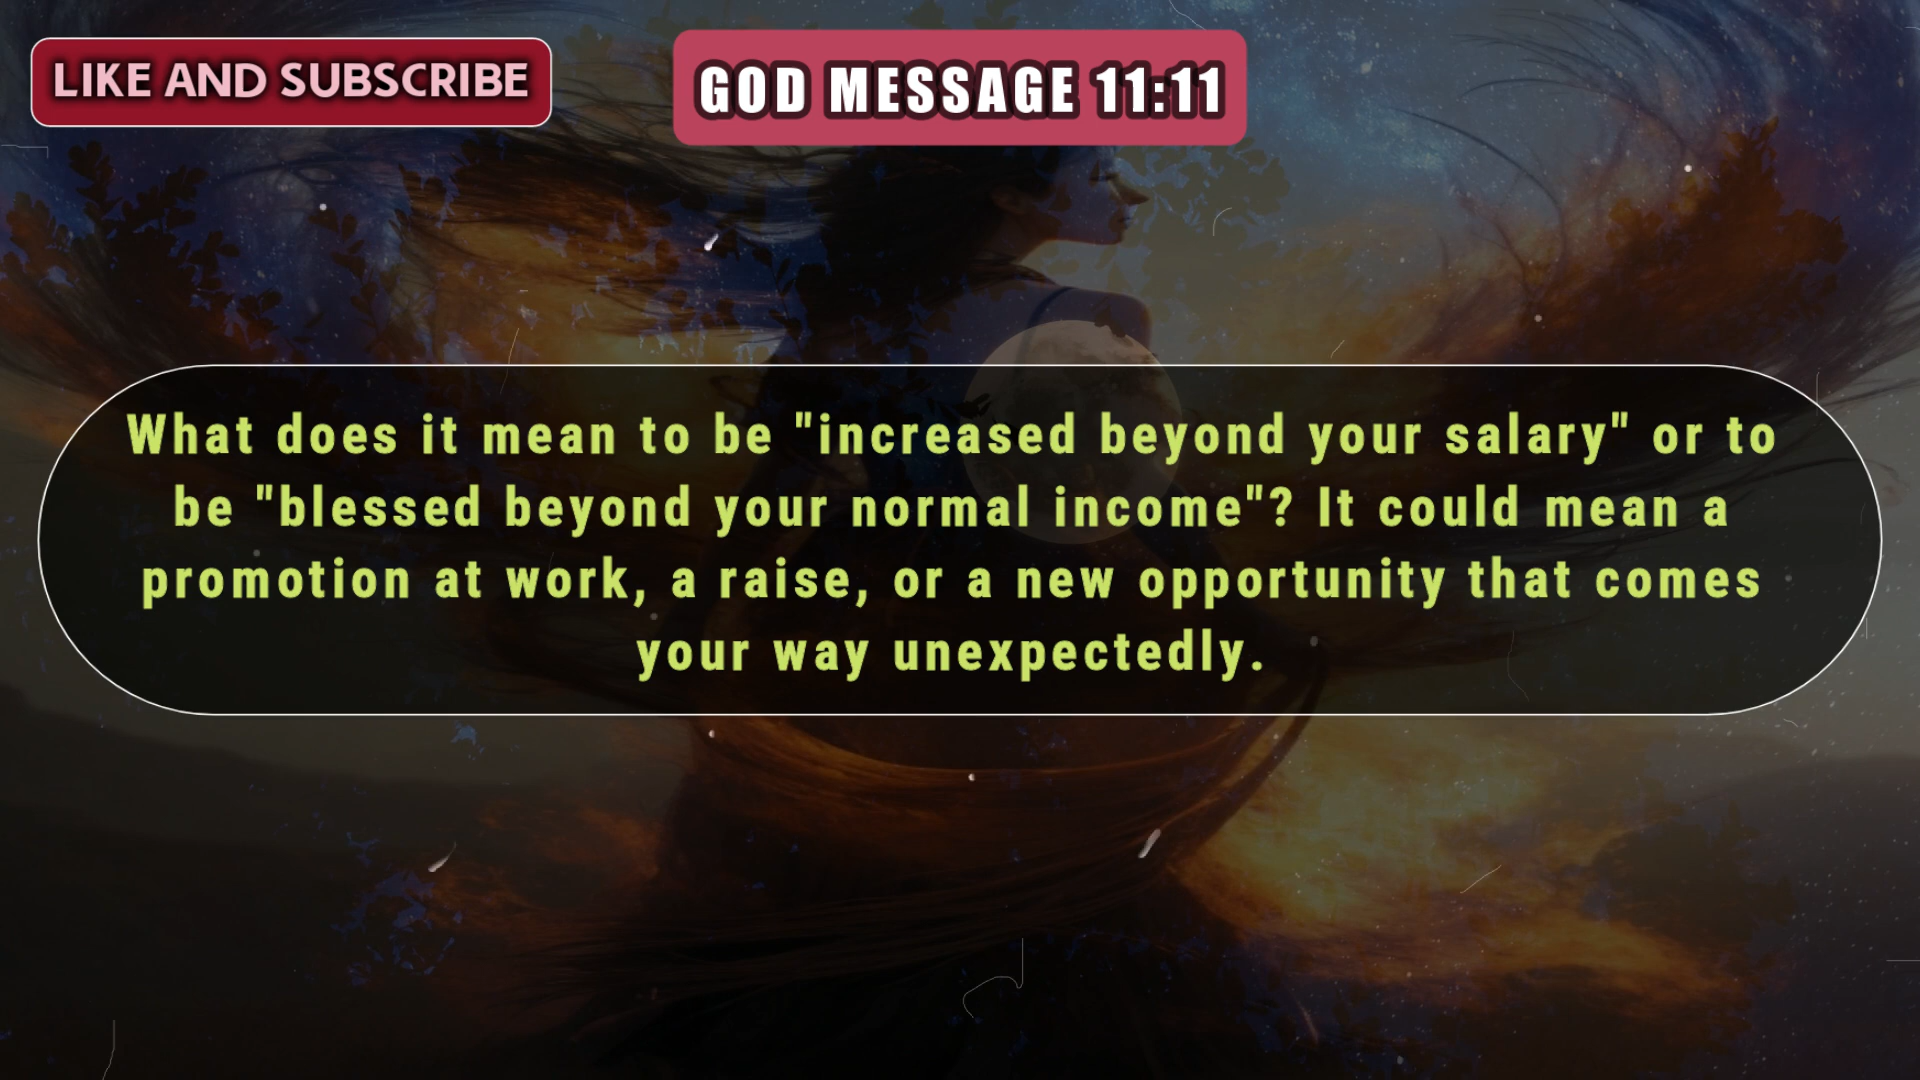 LIKE AND SUBSCRIBE
GOD MESSAGE 11:11
What does it mean to be "increased beyond your salary" or to
be "blessed beyond your normal income"? It could mean a
promotion at work, a raise, or a new opportunity that comes
your way unexpectedly.